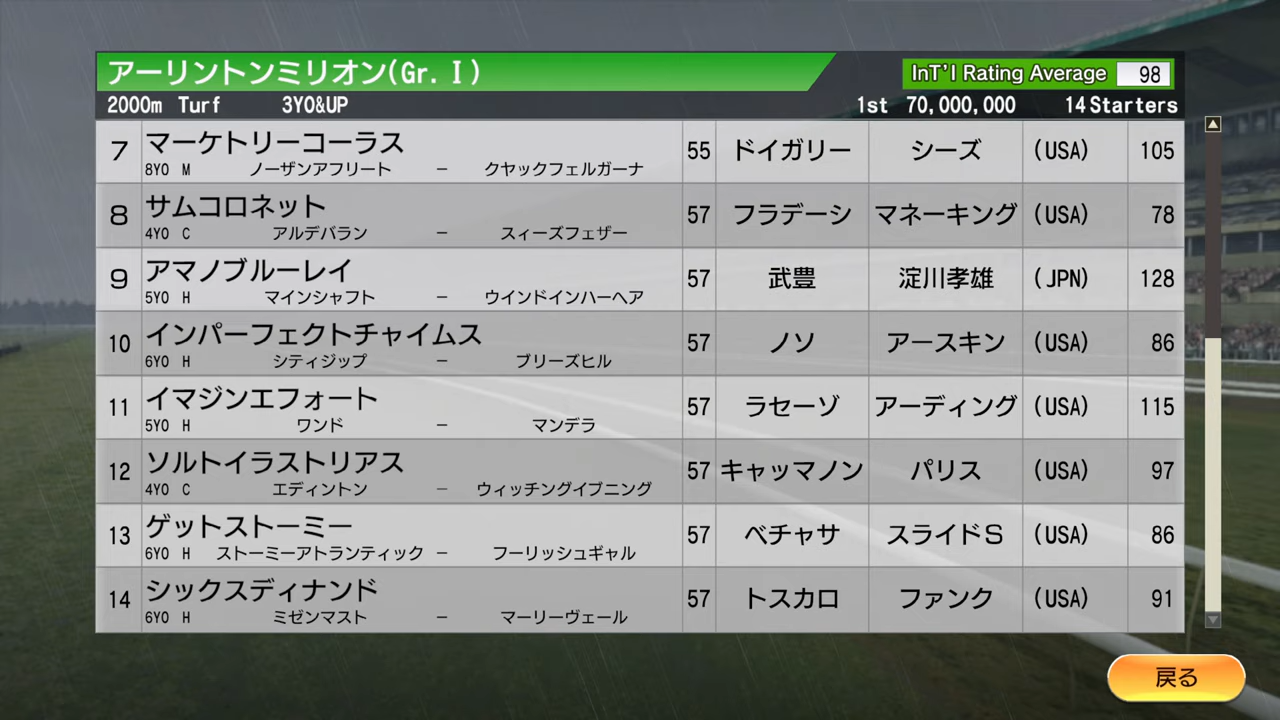 アーリントンミリオン(Gr.Ⅰ)
InT'l Rating Average 98
2000m Turf 3YO&UP 1st 70,000,000 14Starters
7 マーケトリーコーラス 55 ドイガリー シーズ (USA) 105
8YO M ノーザンアフリート － クヤックフェルガーナ
8 サムコロネット 57 フラデーシ マネーキング (USA) 78
4YO C アルデバラン － スィーズフェザー
9 アマノブルーレイ 57 武豊 淀川孝雄 (JPN) 128
5YO H マインシャフト － ウインドインハーヘア
10 インパーフェクトチャイムス 57 ノソ アースキン (USA) 86
6YO H シティジップ － ブリーズヒル
11 イマジンエフォート 57 ラセーゾ アーディング (USA) 115
5YO H ワンド － マンデラ
12 ソルトイラストリアス 57 キャッマノン パリス (USA) 97
4YO C エディントン － ウィッチングイブニング
13 ゲットストーミー 57 ベチャサ スライドS (USA) 86
6YO H ストーミーアトランティック － フーリッシュギャル
14 シックスディナンド 57 トスカロ ファンク (USA) 91
6YO H ミゼンマスト － マーリーヴェール
戻る